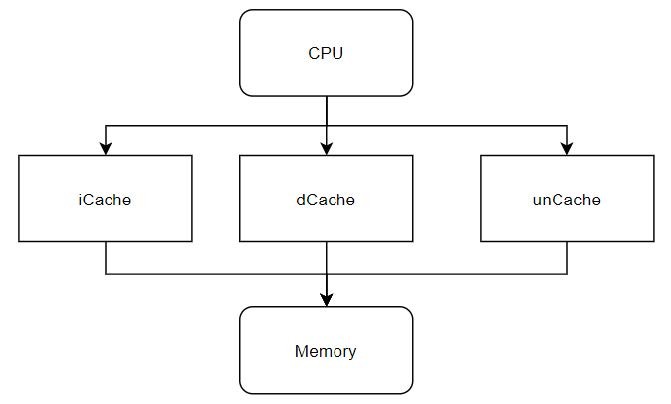 CPU
iCache
dCache
unCache
Memory